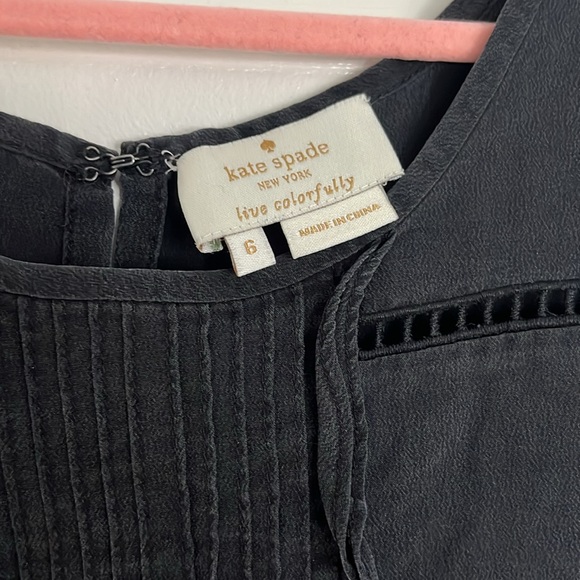 kate spade
NEW YORK
live colorfully
6
MADE IN CHINA